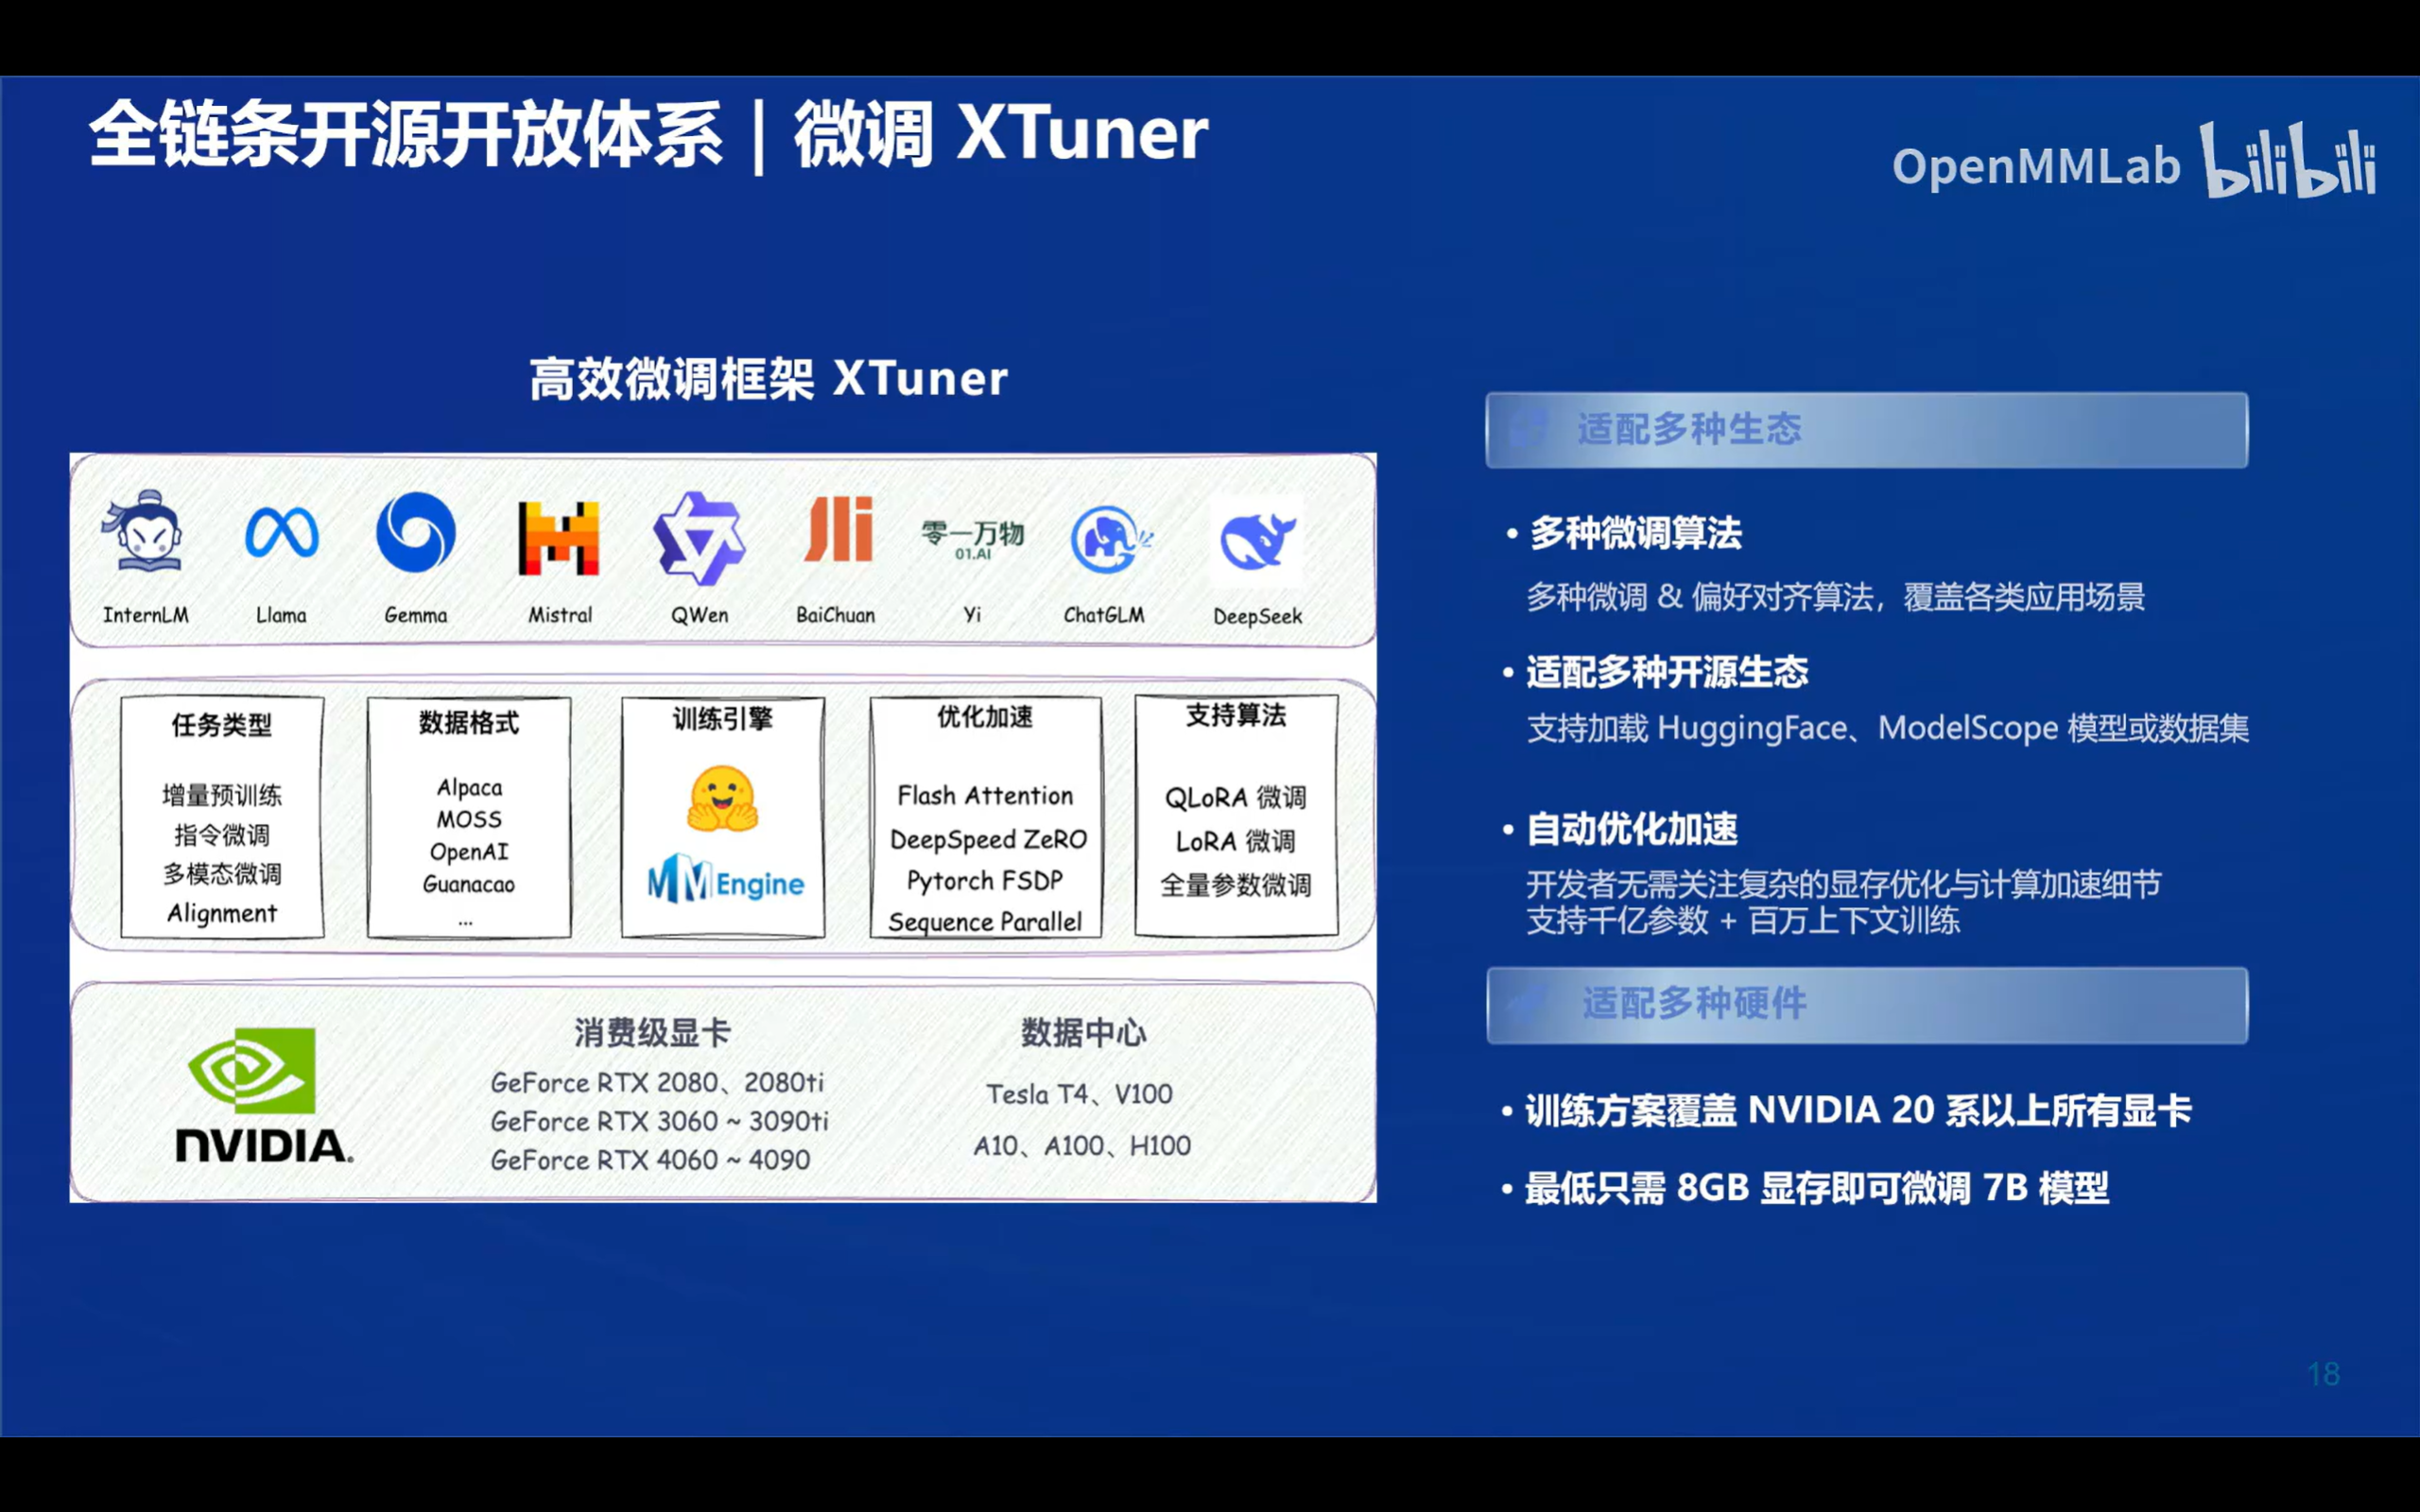 全链条开源开放体系 | 微调 XTuner
OpenMMLab bilibili
高效微调框架 XTuner
零一万物
01.AI
InternLM Llama Gemma Mistral QWen BaiChuan Yi ChatGLM DeepSeek
任务类型
增量预训练
指令微调
多模态微调
Alignment
数据格式
Alpaca
MOSS
OpenAI
Guanacao
...
训练引擎
MMEngine
优化加速
Flash Attention
DeepSpeed ZeRO
Pytorch FSDP
Sequence Parallel
支持算法
QLoRA 微调
LoRA 微调
全量参数微调
NVIDIA.
消费级显卡
GeForce RTX 2080、2080ti
GeForce RTX 3060 ~ 3090ti
GeForce RTX 4060 ~ 4090
数据中心
Tesla T4、V100
A10、A100、H100
适配多种生态
• 多种微调算法
多种微调 & 偏好对齐算法，覆盖各类应用场景
• 适配多种开源生态
支持加载 HuggingFace、ModelScope 模型或数据集
• 自动优化加速
开发者无需关注复杂的显存优化与计算加速细节
支持千亿参数 + 百万上下文训练
适配多种硬件
• 训练方案覆盖 NVIDIA 20 系以上所有显卡
• 最低只需 8GB 显存即可微调 7B 模型
18